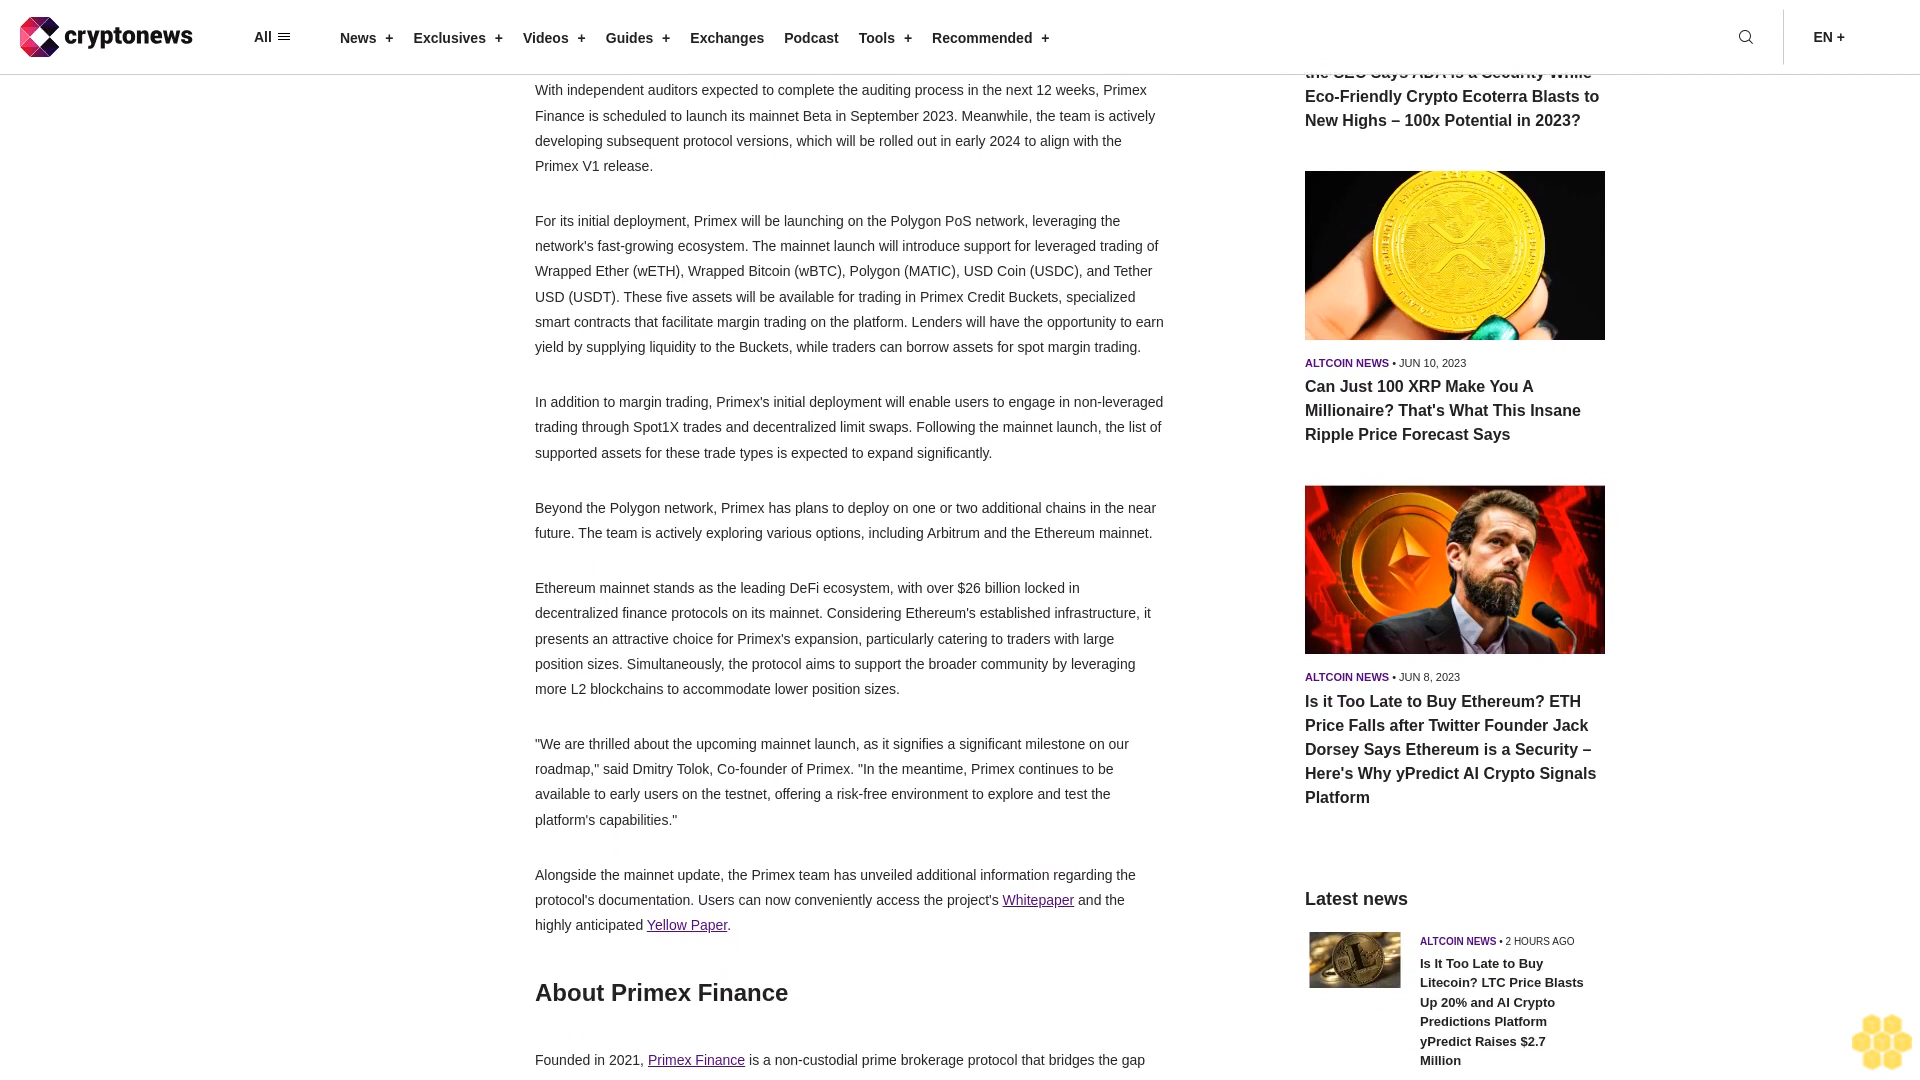 cryptonews
All
News +
Exclusives +
Videos +
Guides +
Exchanges
Podcast
Tools +
Recommended +
EN +
With independent auditors expected to complete the auditing process in the next 12 weeks, Primex
Finance is scheduled to launch its mainnet Beta in September 2023. Meanwhile, the team is actively
developing subsequent protocol versions, which will be rolled out in early 2024 to align with the
Primex V1 release.
For its initial deployment, Primex will be launching on the Polygon PoS network, leveraging the
network's fast-growing ecosystem. The mainnet launch will introduce support for leveraged trading of
Wrapped Ether (wETH), Wrapped Bitcoin (wBTC), Polygon (MATIC), USD Coin (USDC), and Tether
USD (USDT). These five assets will be available for trading in Primex Credit Buckets, specialized
smart contracts that facilitate margin trading on the platform. Lenders will have the opportunity to earn
yield by supplying liquidity to the Buckets, while traders can borrow assets for spot margin trading.
In addition to margin trading, Primex's initial deployment will enable users to engage in non-leveraged
trading through Spot1X trades and decentralized limit swaps. Following the mainnet launch, the list of
supported assets for these trade types is expected to expand significantly.
Beyond the Polygon network, Primex has plans to deploy on one or two additional chains in the near
future. The team is actively exploring various options, including Arbitrum and the Ethereum mainnet.
Ethereum mainnet stands as the leading DeFi ecosystem, with over $26 billion locked in
decentralized finance protocols on its mainnet. Considering Ethereum's established infrastructure, it
presents an attractive choice for Primex's expansion, particularly catering to traders with large
position sizes. Simultaneously, the protocol aims to support the broader community by leveraging
more L2 blockchains to accommodate lower position sizes.
"We are thrilled about the upcoming mainnet launch, as it signifies a significant milestone on our
roadmap," said Dmitry Tolok, Co-founder of Primex. "In the meantime, Primex continues to be
available to early users on the testnet, offering a risk-free environment to explore and test the
platform's capabilities."
Alongside the mainnet update, the Primex team has unveiled additional information regarding the
protocol's documentation. Users can now conveniently access the project's Whitepaper and the
highly anticipated Yellow Paper.
About Primex Finance
Founded in 2021, Primex Finance is a non-custodial prime brokerage protocol that bridges the gap
the SEC Says ADA is a Security While
Eco-Friendly Crypto Ecoterra Blasts to
New Highs – 100x Potential in 2023?
ALTCOIN NEWS • JUN 10, 2023
Can Just 100 XRP Make You A
Millionaire? That's What This Insane
Ripple Price Forecast Says
ALTCOIN NEWS • JUN 8, 2023
Is it Too Late to Buy Ethereum? ETH
Price Falls after Twitter Founder Jack
Dorsey Says Ethereum is a Security –
Here's Why yPredict AI Crypto Signals
Platform
Latest news
ALTCOIN NEWS • 2 HOURS AGO
Is It Too Late to Buy
Litecoin? LTC Price Blasts
Up 20% and AI Crypto
Predictions Platform
yPredict Raises $2.7
Million